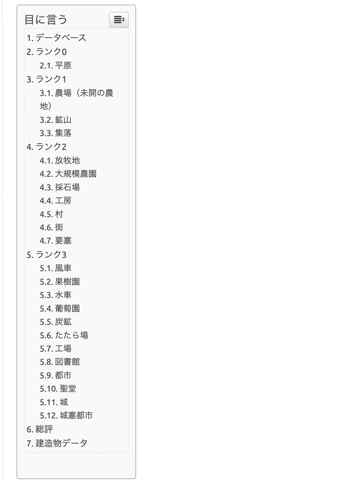 目に言う
1. データベース
2. ランク0
2.1. 平原
3. ランク1
3.1. 農場（未開の農
地）
3.2. 鉱山
3.3. 集落
4. ランク2
4.1. 放牧地
4.2. 大規模農園
4.3. 採石場
4.4. 工房
4.5. 村
4.6. 街
4.7. 要塞
5. ランク3
5.1. 風車
5.2. 果樹園
5.3. 水車
5.4. 葡萄園
5.5. 炭鉱
5.6. たたら場
5.7. 工場
5.8. 図書館
5.9. 都市
5.10. 聖堂
5.11. 城
5.12. 城塞都市
6. 総評
7. 建造物データ